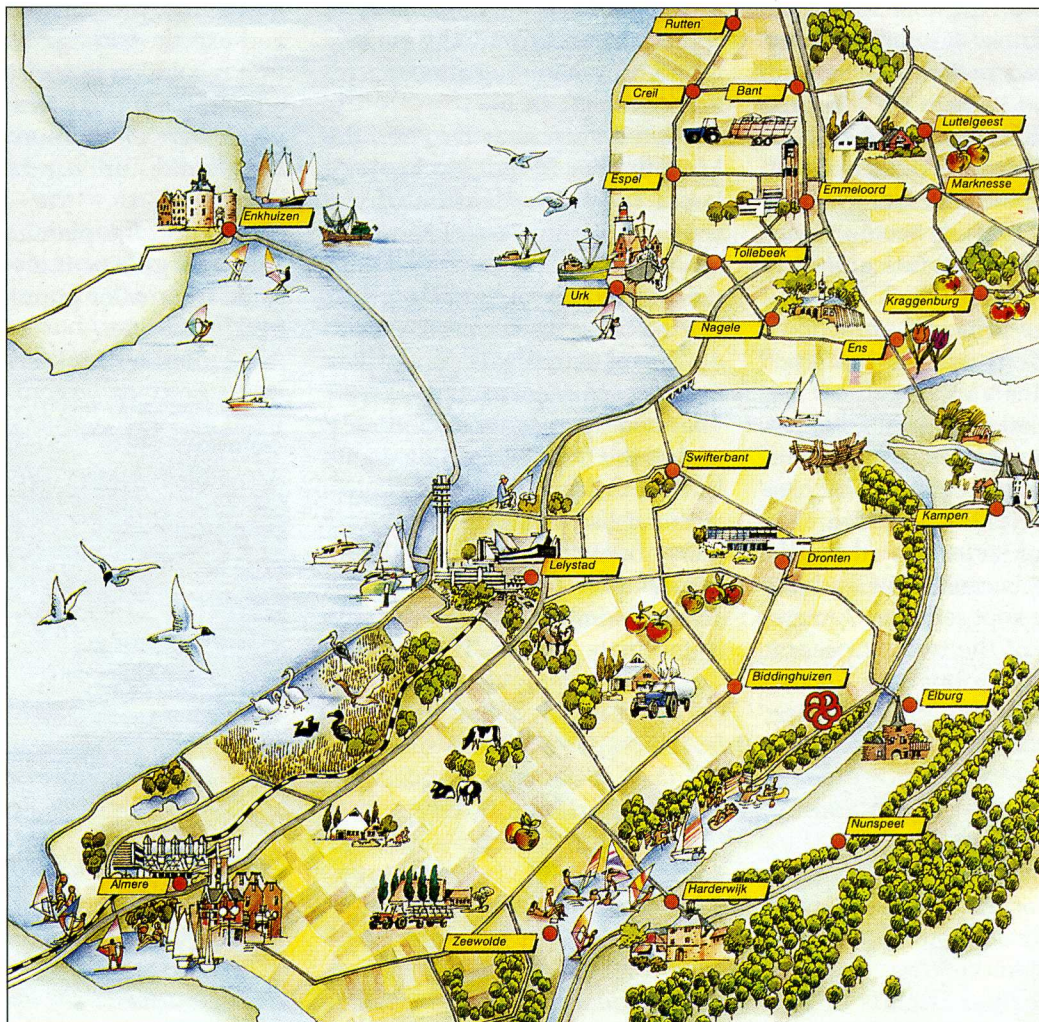 Rutten
Creil
Bant
Luttelgeest
Espel
Emmeloord
Marknesse
Enkhuizen
Tollebeek
Urk
Kraggenburg
Nagele
Ens
Swifterbant
Kampen
Lelystad
Dronten
Biddinghuizen
Elburg
Nunspeet
Almere
Harderwijk
Zeewolde